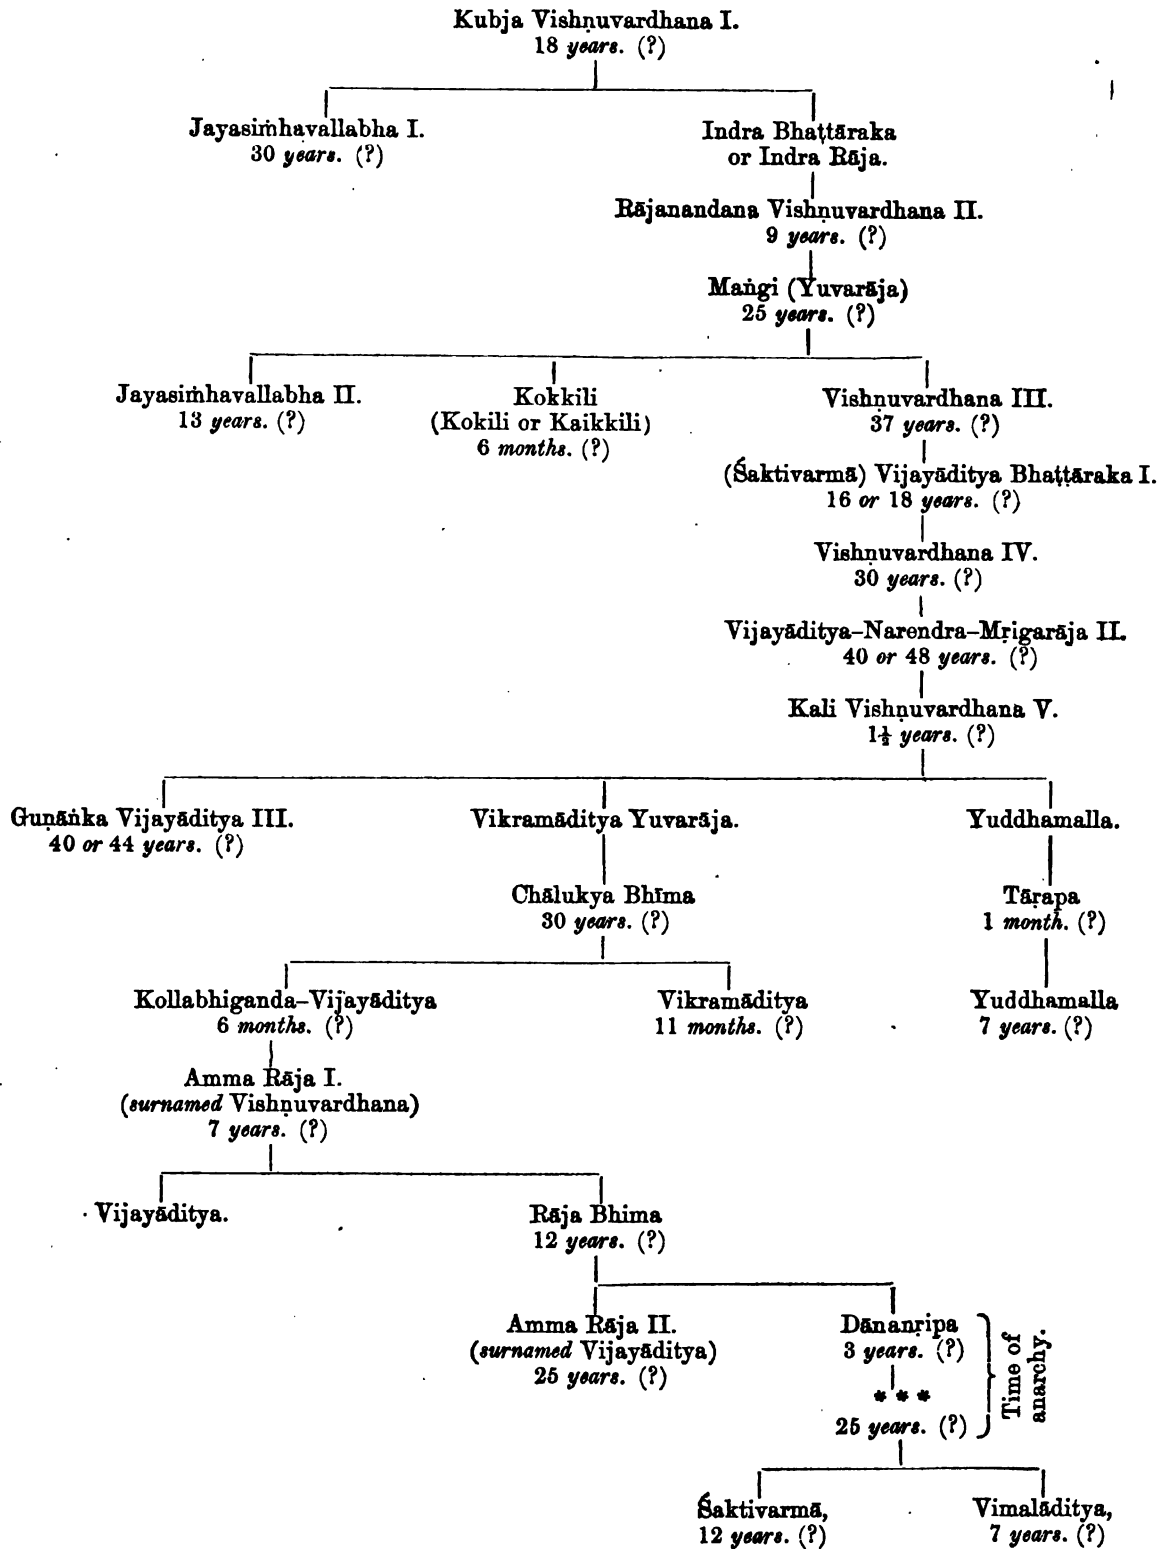 Kubja Vishṇuvardhana I.
18 years. (?)
Jayasiṁhavallabha I.
30 years. (?)
Indra Bhaṭṭāraka
or Indra Rāja.
Rājanandana Vishṇuvardhana II.
9 years. (?)
Maṅgi (Yuvarāja)
25 years. (?)
Jayasiṁhavallabha II.
13 years. (?)
Kokkili
(Kokili or Kaikkili)
6 months. (?)
Vishṇuvardhana III.
37 years. (?)
(Śaktivarmā) Vijayāditya Bhaṭṭāraka I.
16 or 18 years. (?)
Vishṇuvardhana IV.
30 years. (?)
Vijayāditya–Narendra–Mṛigarāja II.
40 or 48 years. (?)
Kali Vishṇuvardhana V.
1½ years. (?)
Guṇāṅka Vijayāditya III.
40 or 44 years. (?)
Vikramāditya Yuvarāja.
Yuddhamalla.
Chālukya Bhīma
30 years. (?)
Tāṛapa
1 month. (?)
Kollabhiganda–Vijayāditya
6 months. (?)
Vikramāditya
11 months. (?)
Yuddhamalla
7 years. (?)
Amma Rāja I.
(surnamed Vishṇuvardhana)
7 years. (?)
Vijayāditya.
Rāja Bhima
12 years. (?)
Amma Rāja II.
(surnamed Vijayāditya)
25 years. (?)
Dānanṛipa
3 years. (?)
* * *
25 years. (?)
Time of
anarchy.
Śaktivarmā,
12 years. (?)
Vimalāditya,
7 years. (?)